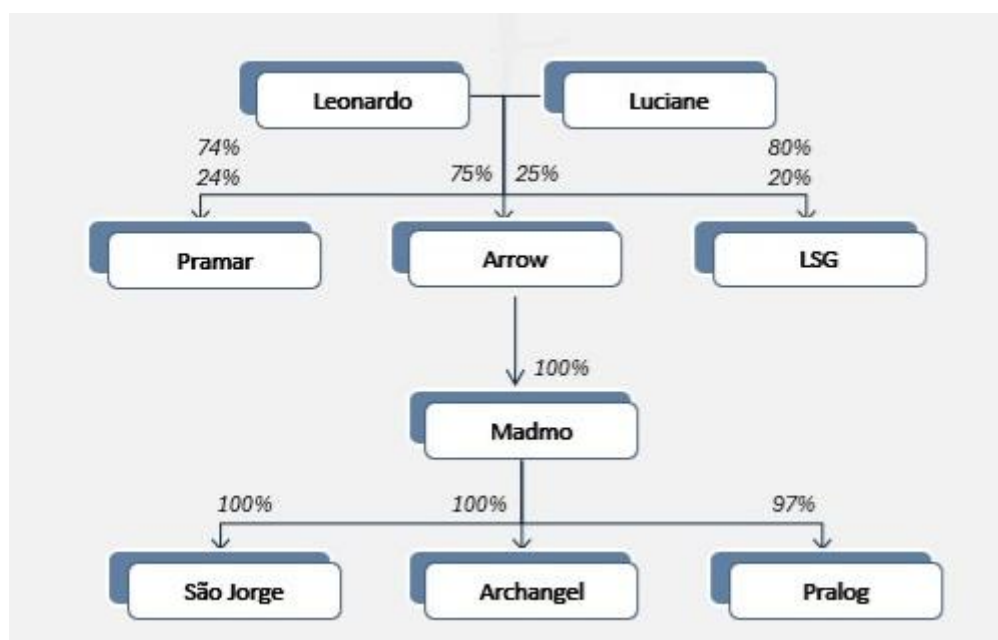 Leonardo
Luciane
74%
24%
75%
25%
80%
20%
Pramar
Arrow
LSG
100%
Madmo
100%
100%
97%
São Jorge
Archangel
Pralog